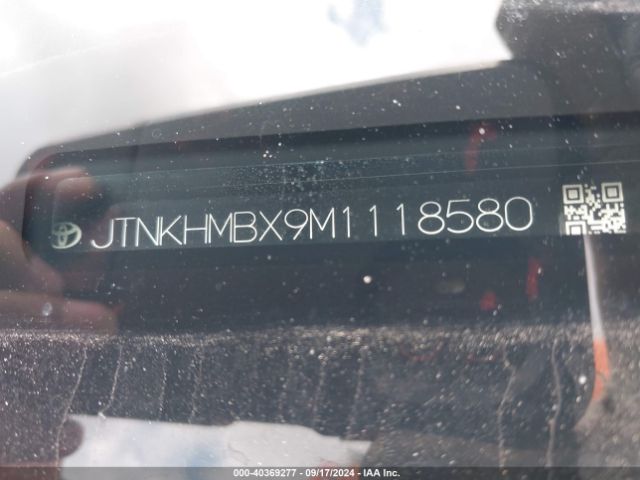 JTNKHMBX9M1118580
000-40369277 - 09/17/2024 - IAA Inc.